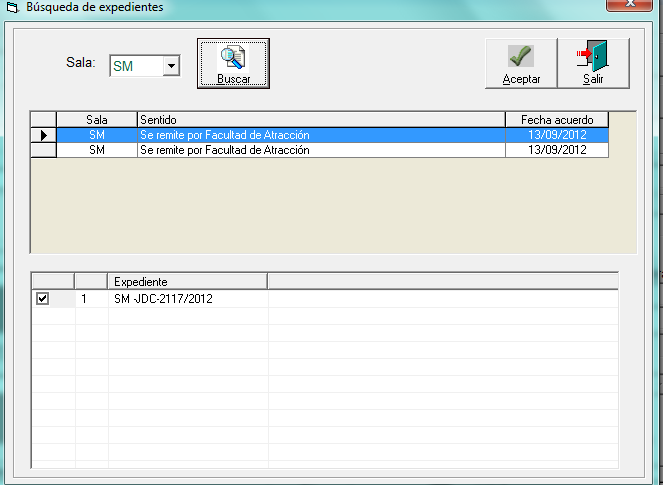 Búsqueda de expedientes
Sala: SM Buscar Aceptar Salir
Sala Sentido Fecha acuerdo
SM Se remite por Facultad de Atracción 13/09/2012
SM Se remite por Facultad de Atracción 13/09/2012
Expediente
1 SM -JDC-2117/2012